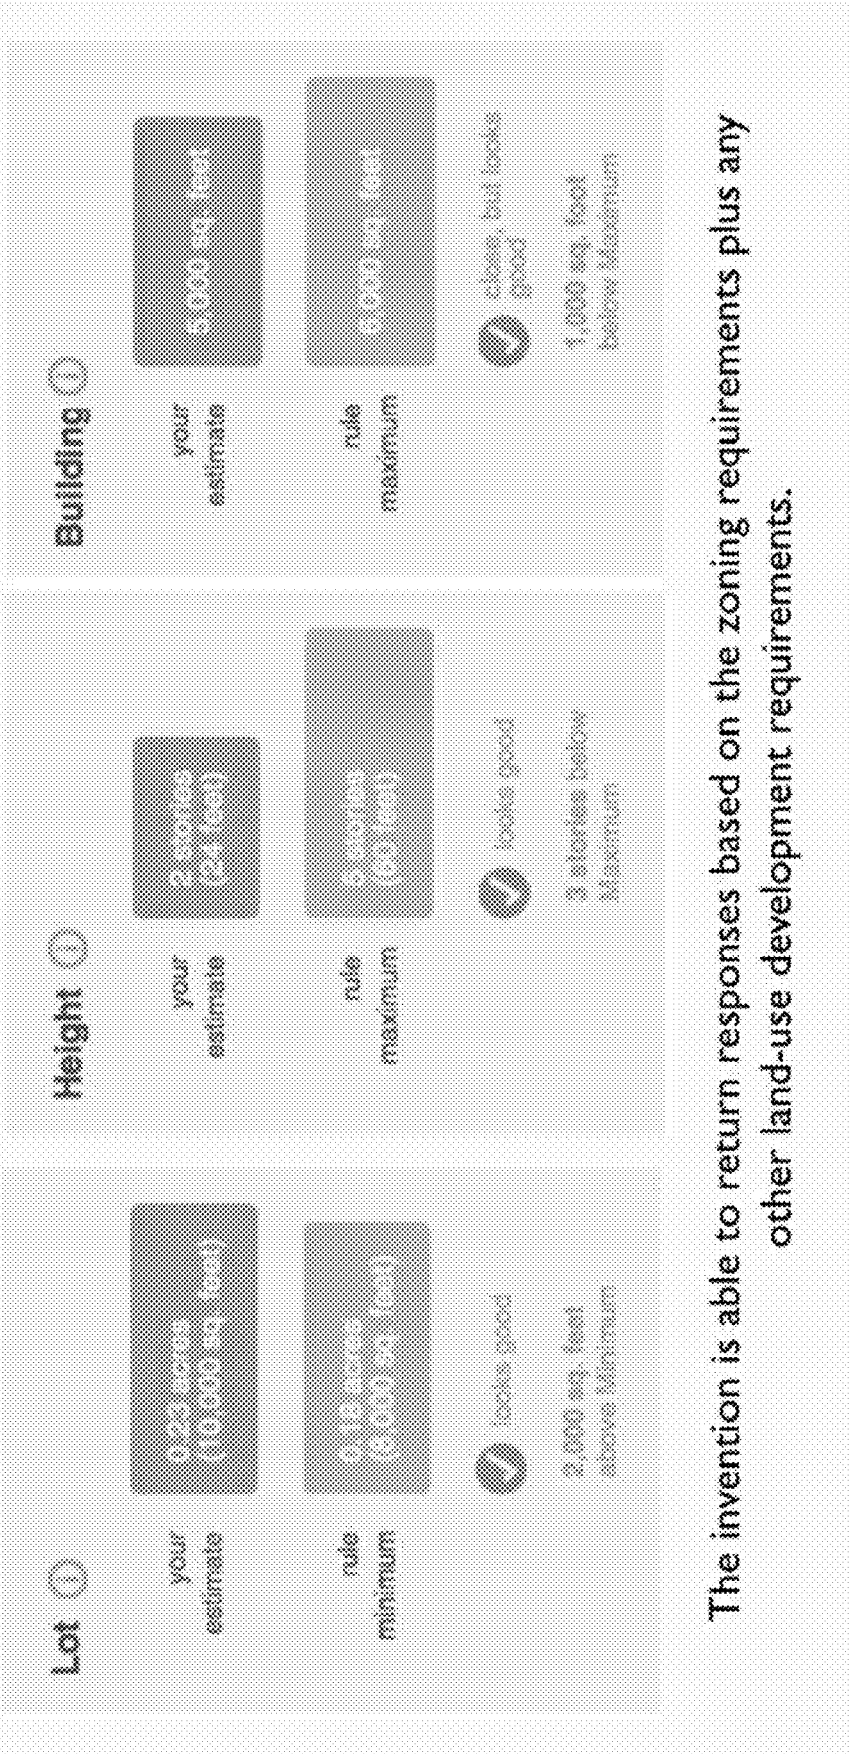 Lot
your
estimate
0.23 acres
(10,000 sq. feet)
rule
minimum
0.18 acres
(8,000 sq. feet)
looks good
2,000 sq. feet
above Minimum
Height
your
estimate
2 stories
(24 feet)
rule
maximum
5 stories
(60 feet)
looks good
3 stories below
Maximum
Building
your
estimate
5,000 sq. feet
rule
maximum
6,000 sq. feet
close, but looks
good
1,000 sq. foot
below Maximum
The invention is able to return responses based on the zoning requirements plus any
other land-use development requirements.